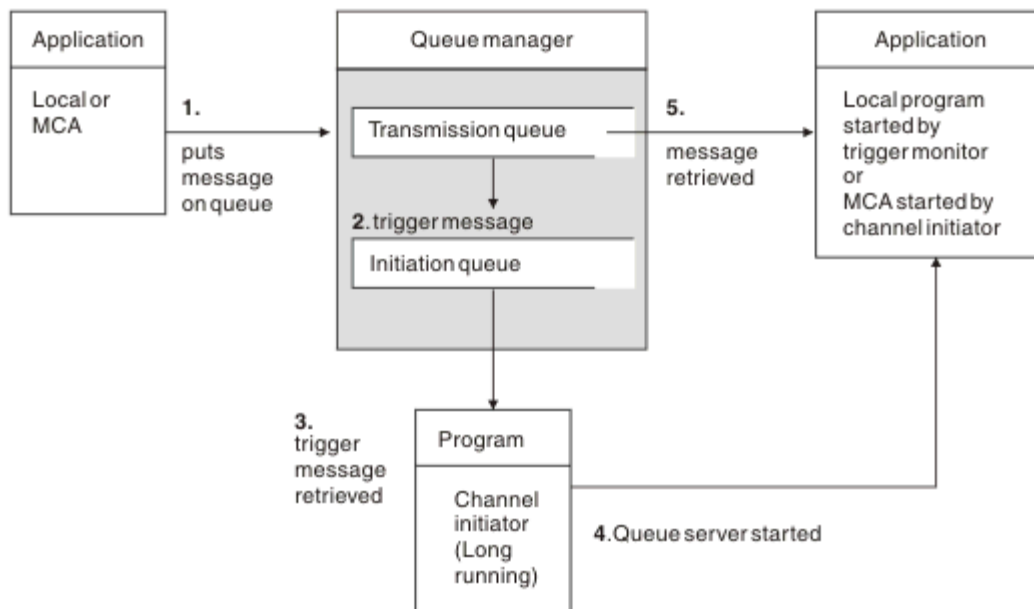 Application
Local or
MCA
1.
puts
message
on queue
Queue manager
Transmission queue
2. trigger message
Initiation queue
5.
message
retrieved
Application
Local program
started by
trigger monitor
or
MCA started by
channel initiator
3.
trigger
message
retrieved
Program
Channel
initiator
(Long
running)
4. Queue server started